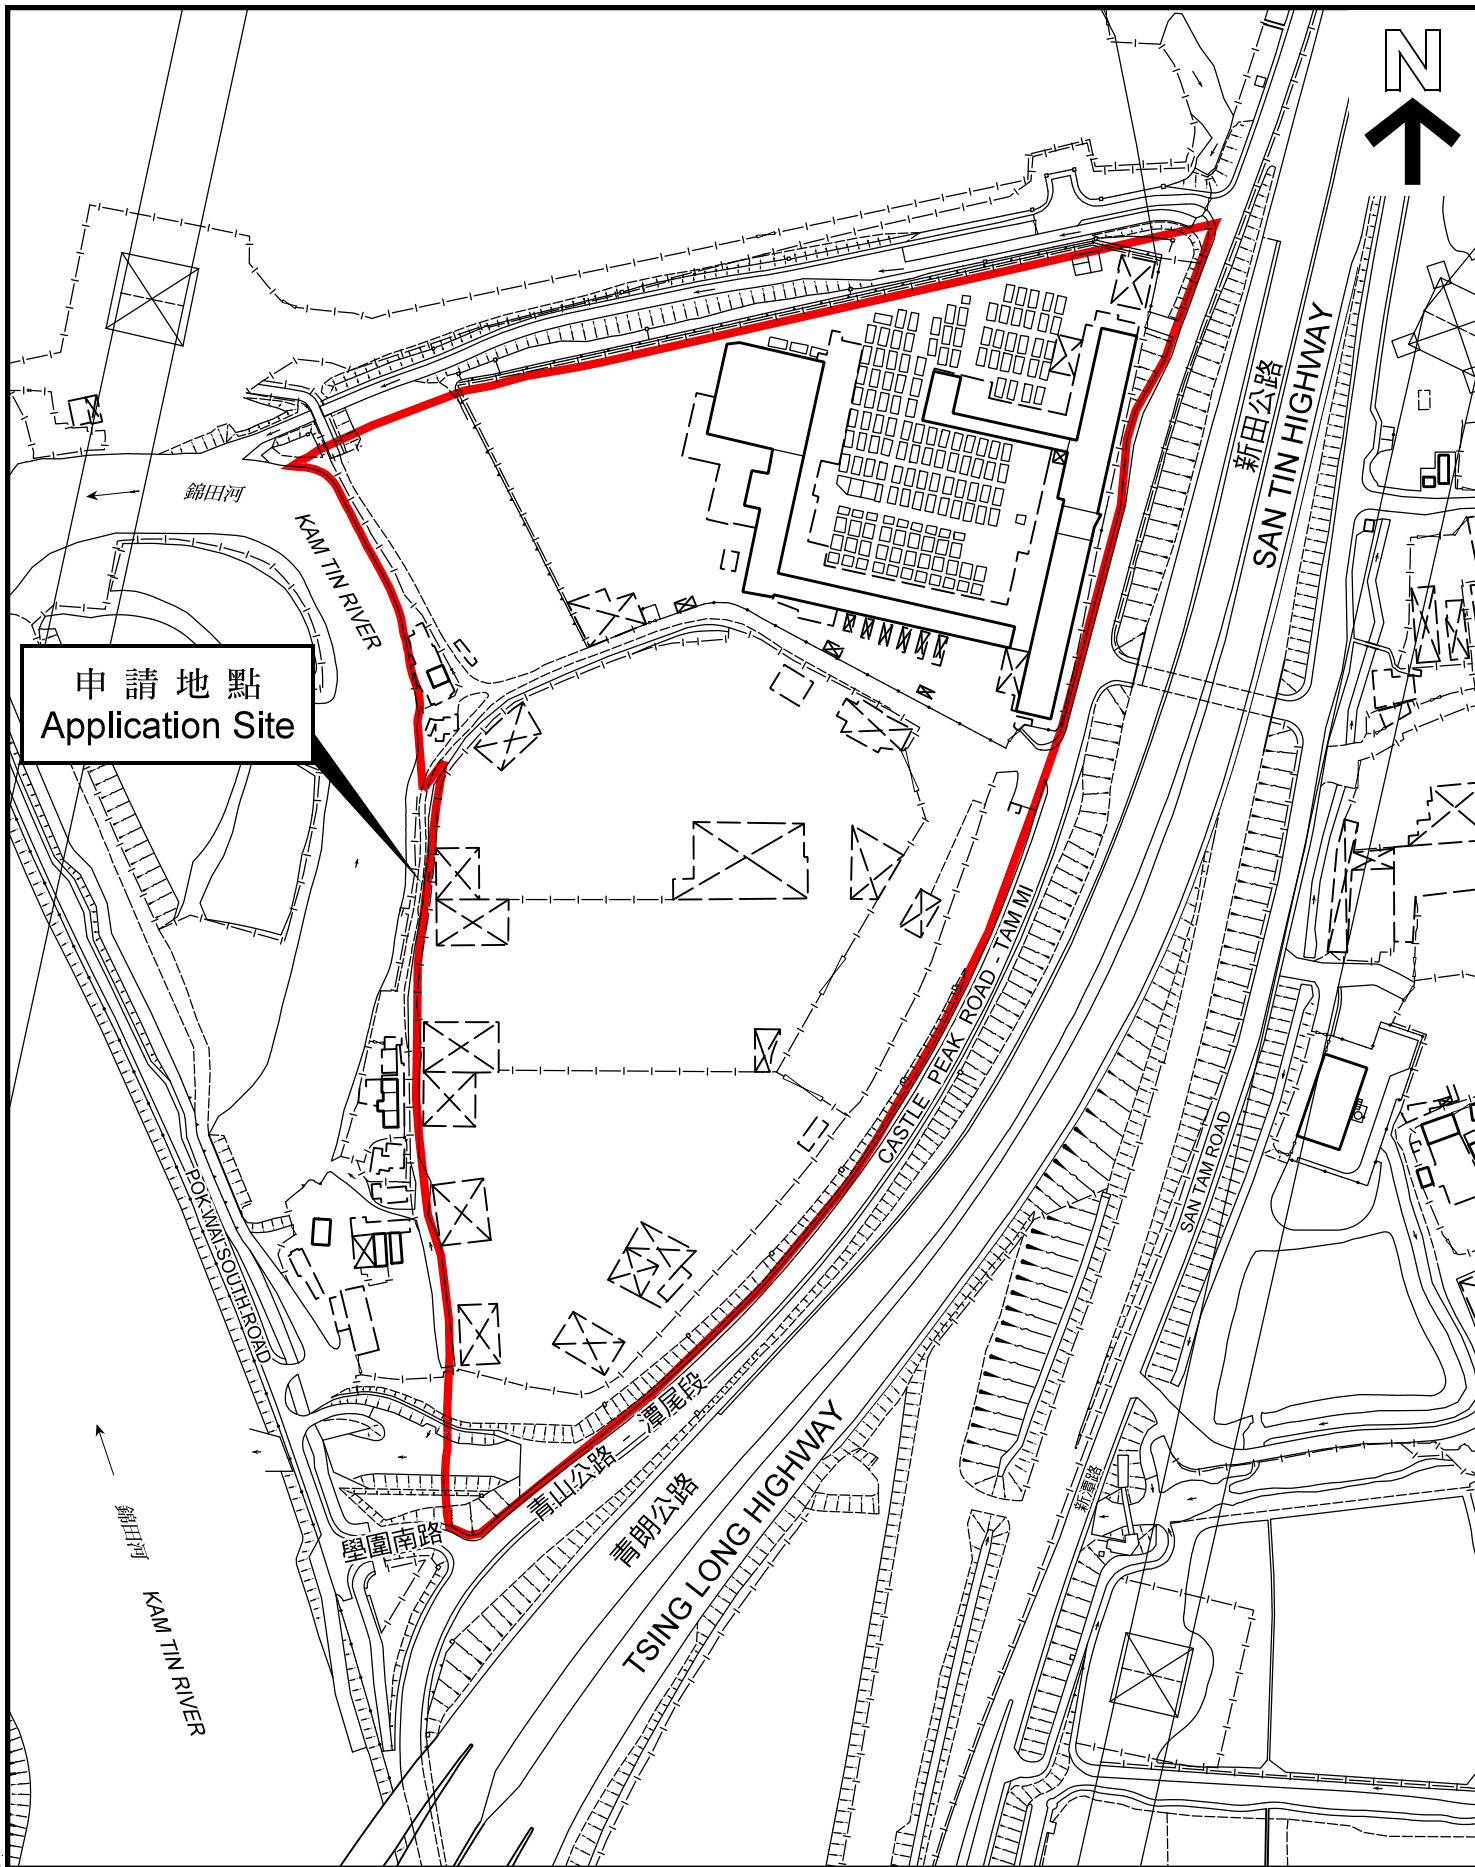 N
新田公路
SAN TIN HIGHWAY
錦田河
KAM TIN RIVER
申請地點
Application Site
CASTLE PEAK ROAD - TAM MI
青山公路
潭尾段
SAN TAM ROAD
新潭路
POK WAI SOUTH ROAD
學圍南路
青朗公路
TSING LONG HIGHWAY
錦田河
KAM TIN RIVER